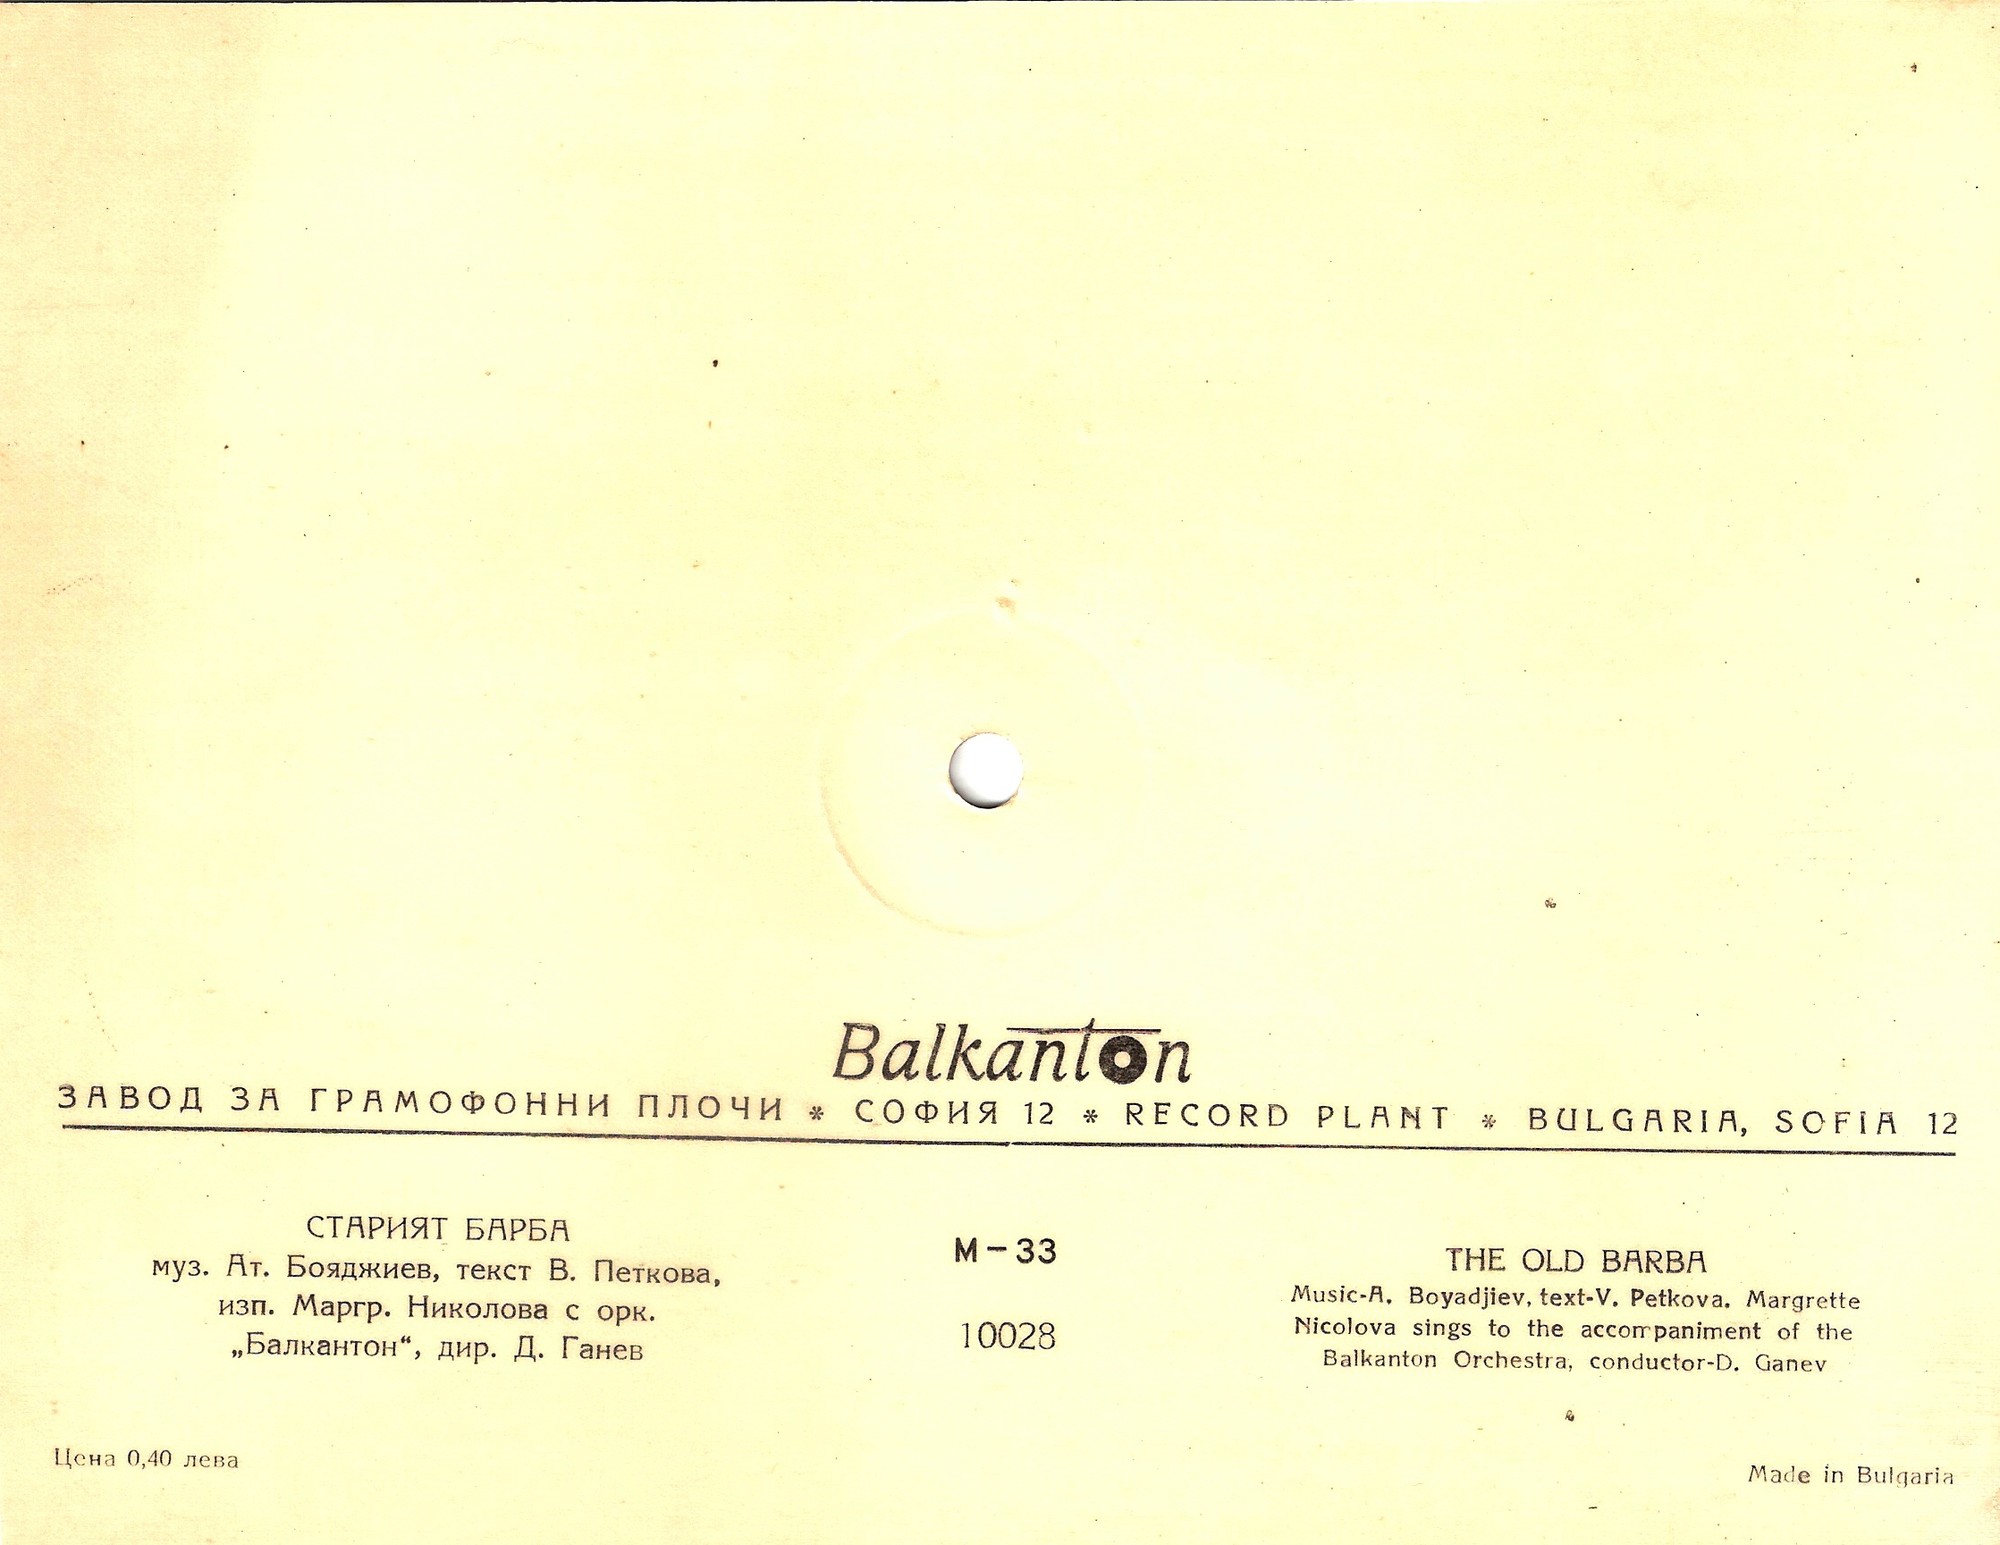 Balkanton
ЗАВОД ЗА ГРАМОФОННИ ПЛОЧИ * СОФИЯ 12 * RECORD PLANT * BULGARIA, SOFIA 12
СТАРИЯТ БАРБА
муз. Ат. Бояджиев, текст В. Петкова,
изп. Маргр. Николова с орк.
„Балкантон“, дир. Д. Ганев
М-33
10028
THE OLD BARBA
Music-A. Boyadjiev, text-V. Petkova. Margrette
Nicolova sings to the accompaniment of the
Balkanton Orchestra, conductor-D. Ganev
Цена 0,40 лева
Made in Bulgaria